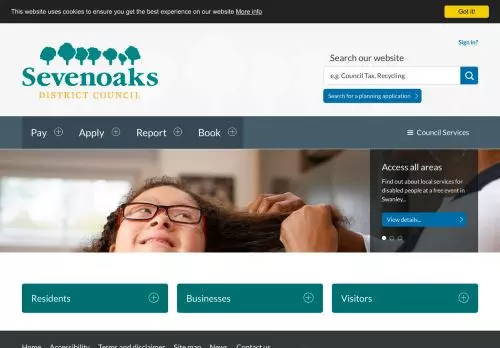 This website uses cookies to ensure you get the best experience on our website More info
Got it!
Sign in?
Sevenoaks
DISTRICT COUNCIL
Search our website
e.g. Council Tax, Recycling
Search for a planning application
Pay
Apply
Report
Book
Council Services
Access all areas
Find out about local services for
disabled people at a free event in
Swanley...
View details...
Residents
Businesses
Visitors
Home
Accessibility
Terms and disclaimer
Site map
News
Contact us